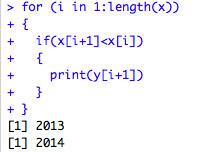 > for (i in 1:length(x))
+ {
+   if(x[i+1]<x[i])
+   {
+     print(y[i+1])
+   }
+ }
[1] 2013
[1] 2014